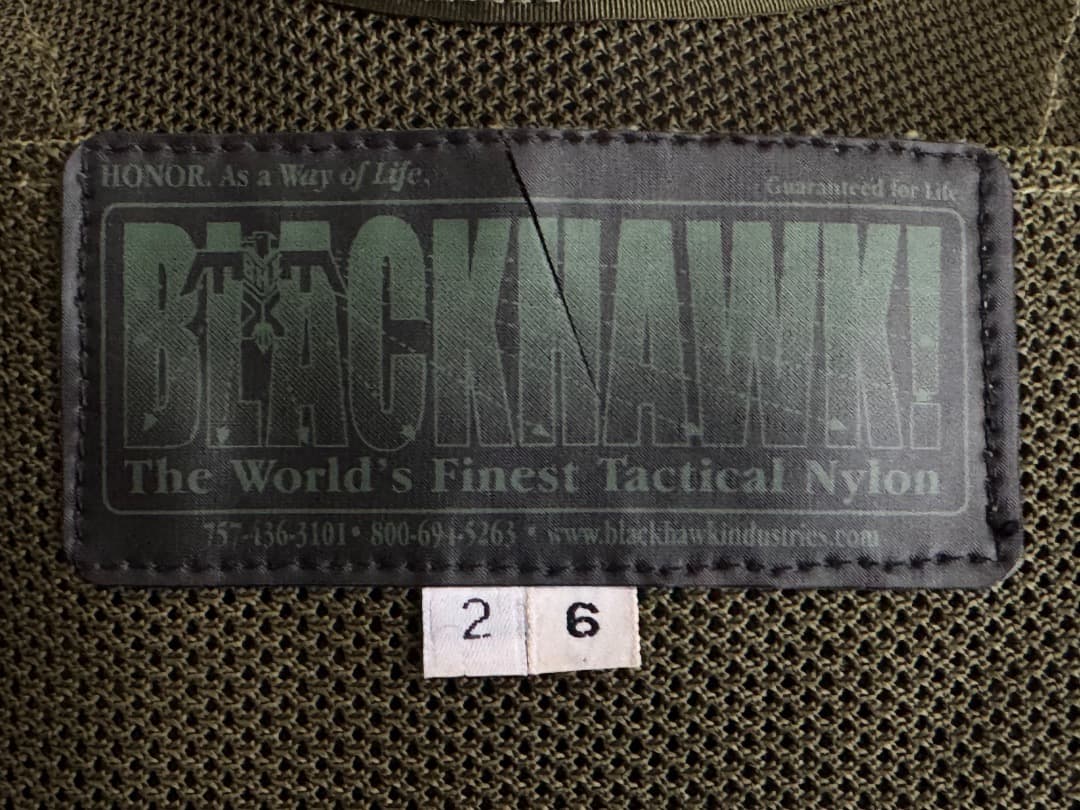 HONOR. As a Way of Life.
Guaranteed for Life
BLACKHAWK!
The World's Finest Tactical Nylon
757-436-3101 • 800-694-5263 • www.blackhawkindustries.com
2 6